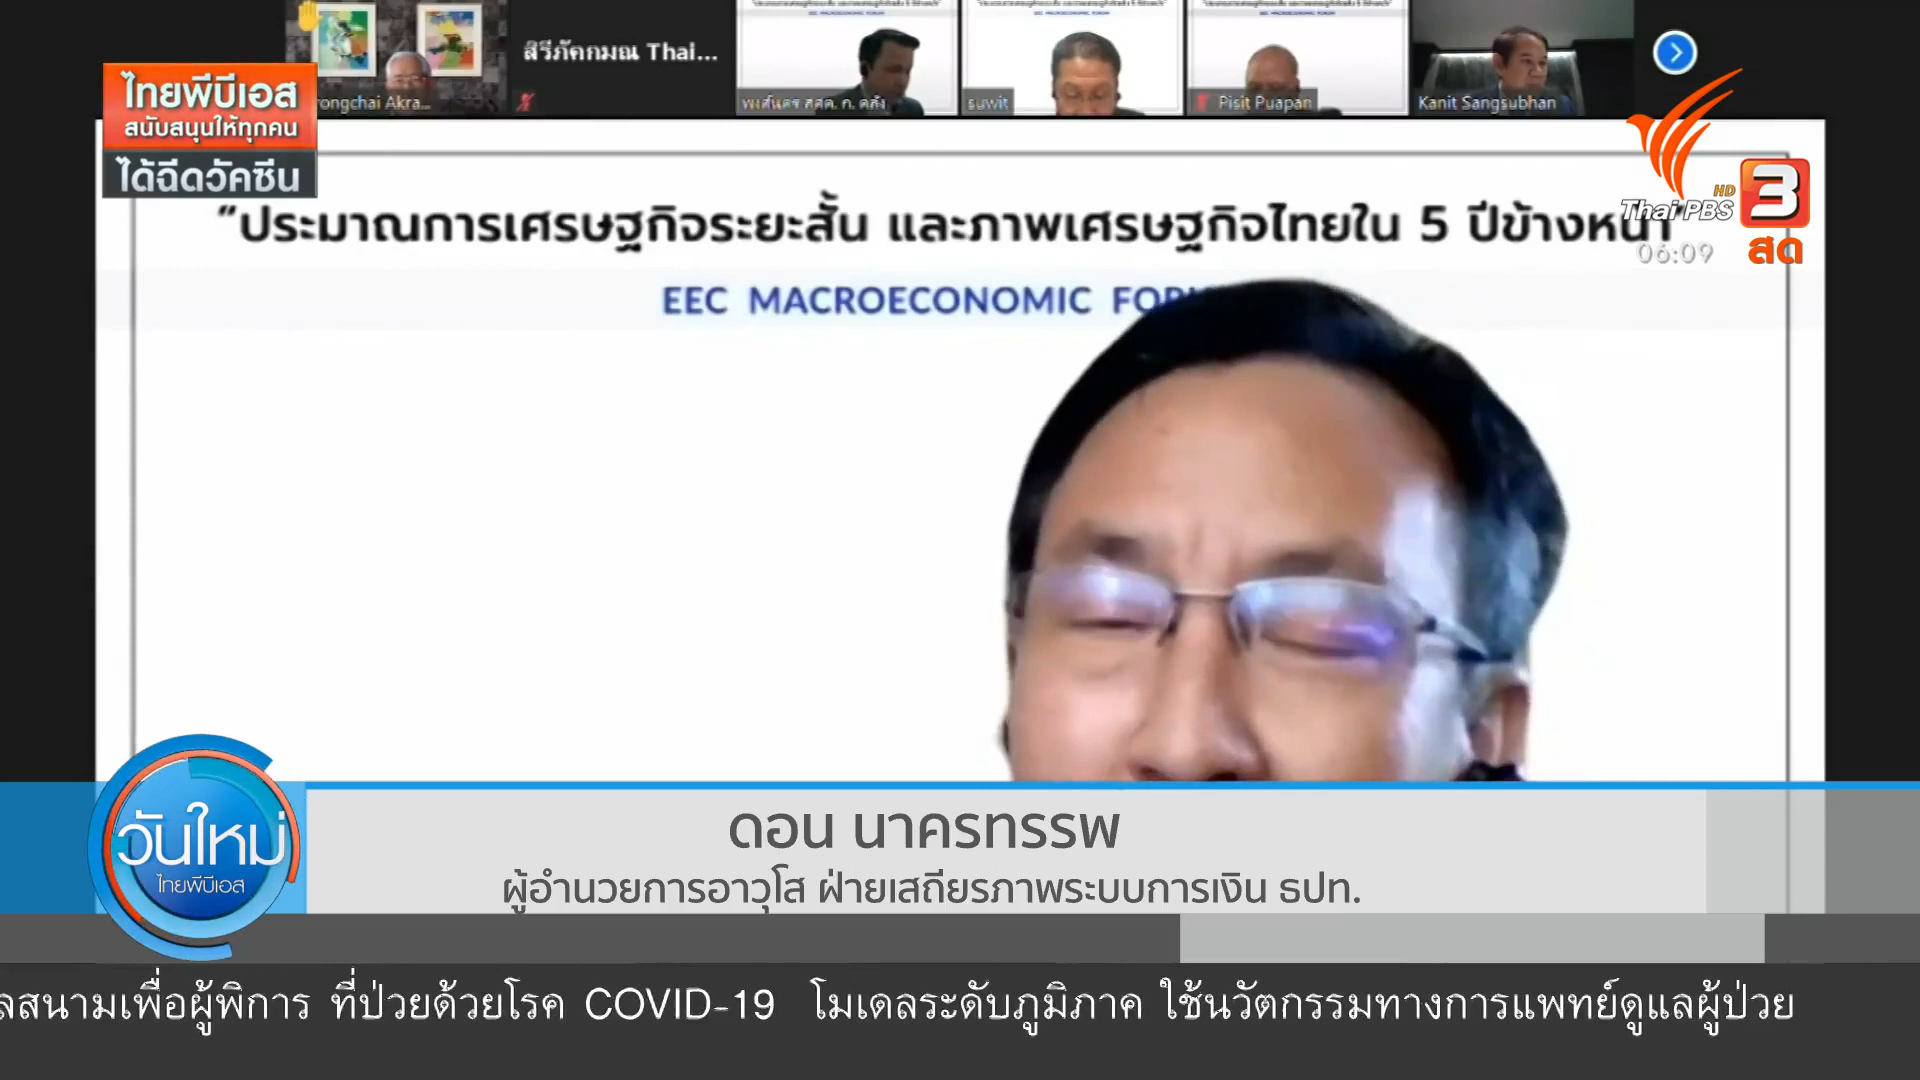 สิรีภัคกมณ Thai...
rongchai Akra...
suwit
Pisit Puapan
Kanit Sangsubhan
ไทยพีบีเอส
สนับสนุนให้ทุกคน
ได้ฉีดวัคซีน
HD
Thai PBS
3
06:09
สด
“ประมาณการเศรษฐกิจระยะสั้น และภาพเศรษฐกิจไทยใน 5 ปีข้างหน้า
EEC MACROECONOMIC
วันใหม่
ไทยพีบีเอส
ดอน นาครทรรพ
ผู้อำนวยการอาวุโส ฝ่ายเสถียรภาพระบบการเงิน ธปท.
ลสนามเพื่อผู้พิการ ที่ป่วยด้วยโรค COVID-19 โมเดลระดับภูมิภาค ใช้นวัตกรรมทางการแพทย์ดูแลผู้ป่วย